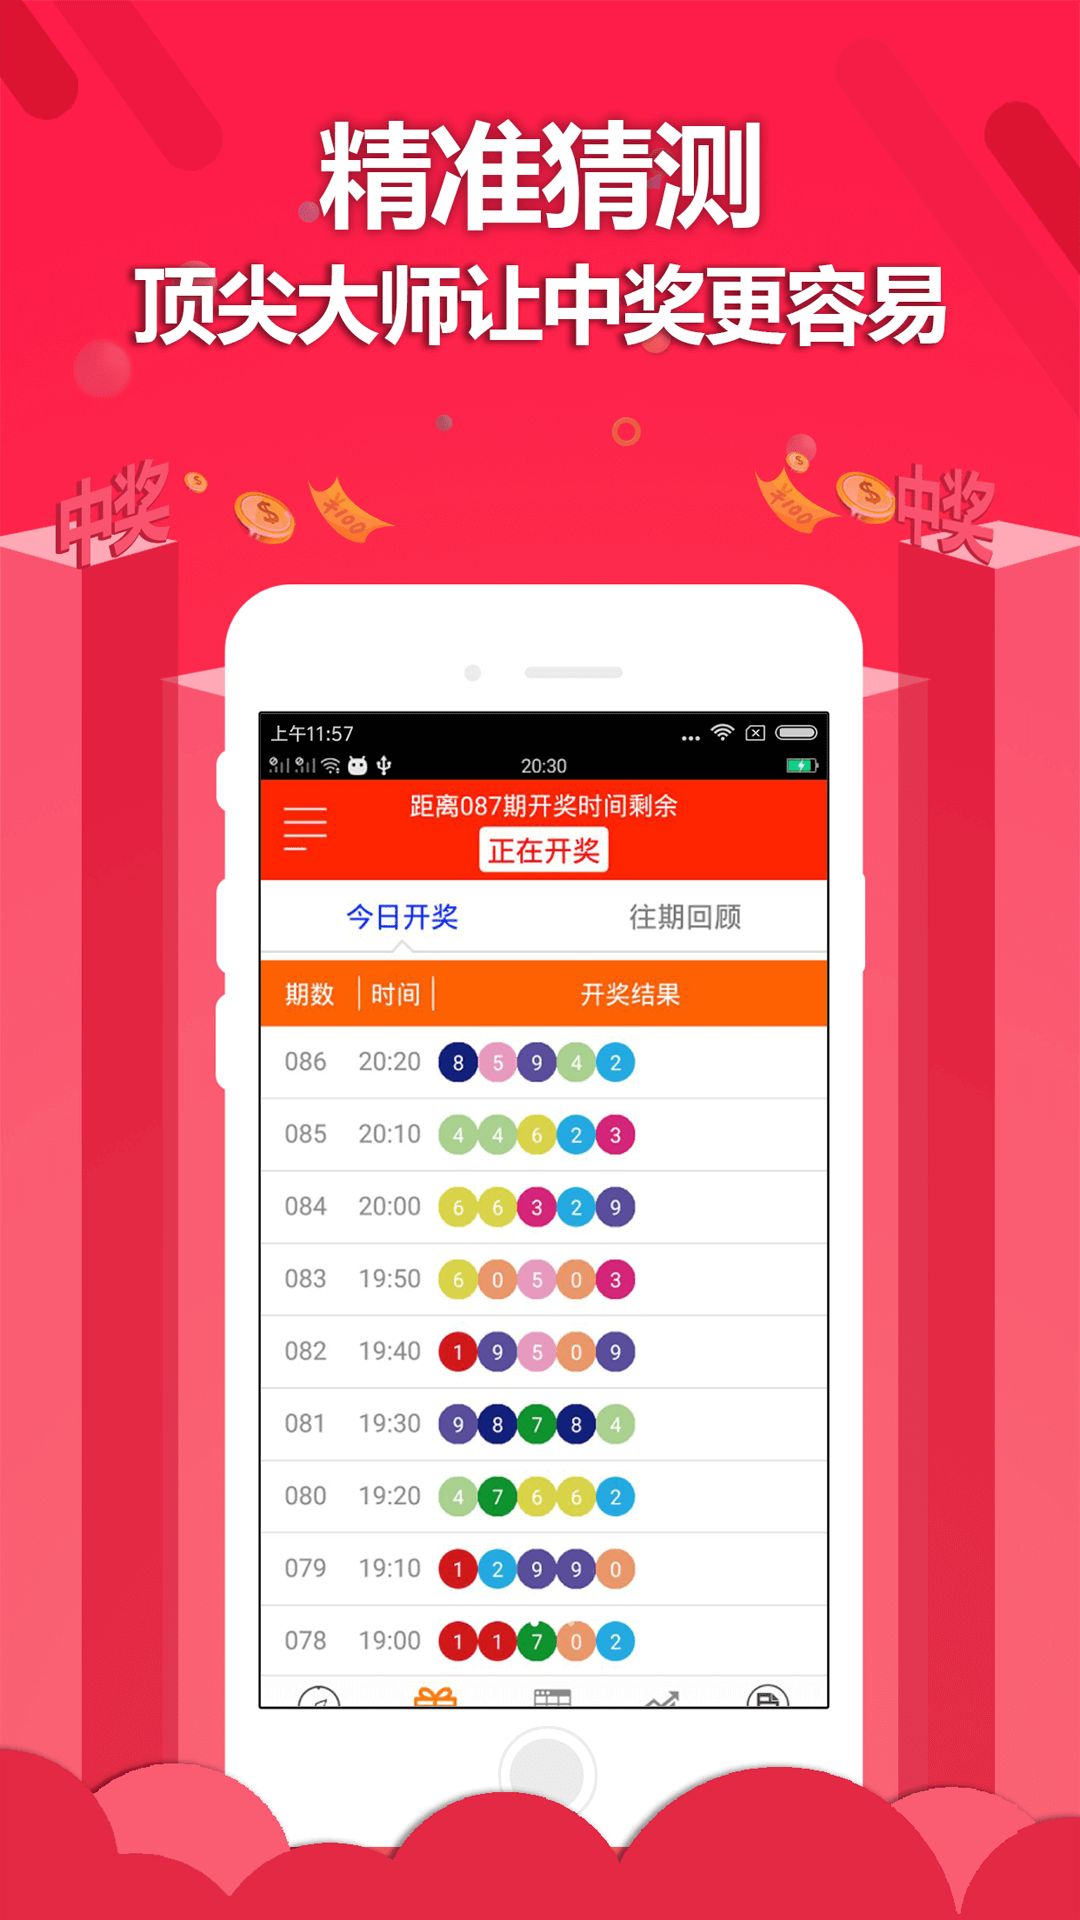 精准猜测
顶尖大师让中奖更容易
中奖
$
¥100
¥100
$
$
中奖
上午11:57
20:30
距离087期开奖时间剩余
正在开奖
今日开奖 往期回顾
期数 时间 开奖结果
086 20:20 8 5 9 4 2
085 20:10 4 4 6 2 3
084 20:00 6 6 3 2 9
083 19:50 6 0 5 0 3
082 19:40 1 9 5 0 9
081 19:30 9 8 7 8 4
080 19:20 4 7 6 6 2
079 19:10 1 2 9 9 0
078 19:00 1 1 7 0 2